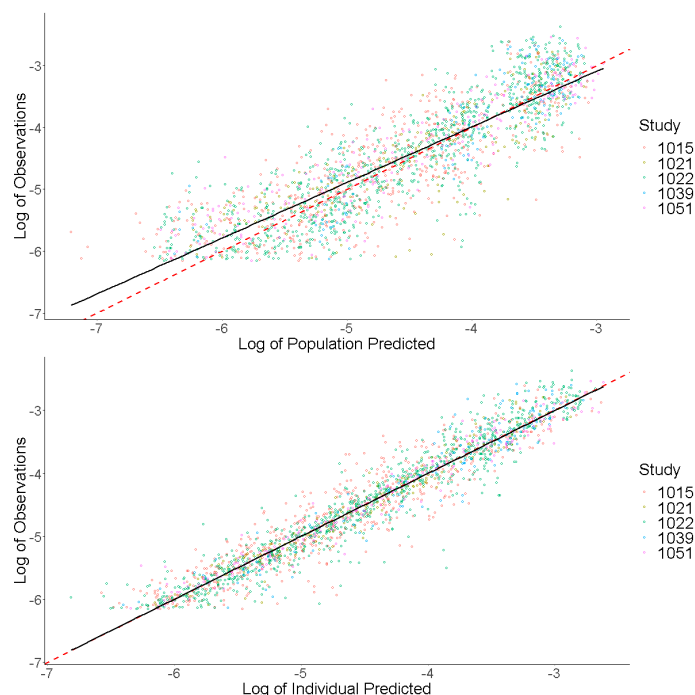 Log of Observations
-3
-4
-5
-6
-7
-7 -6 -5 -4 -3
Log of Population Predicted
Study
1015
1021
1022
1039
1051
Log of Observations
-3
-4
-5
-6
-7
-7 -6 -5 -4 -3
Log of Individual Predicted
Study
1015
1021
1022
1039
1051